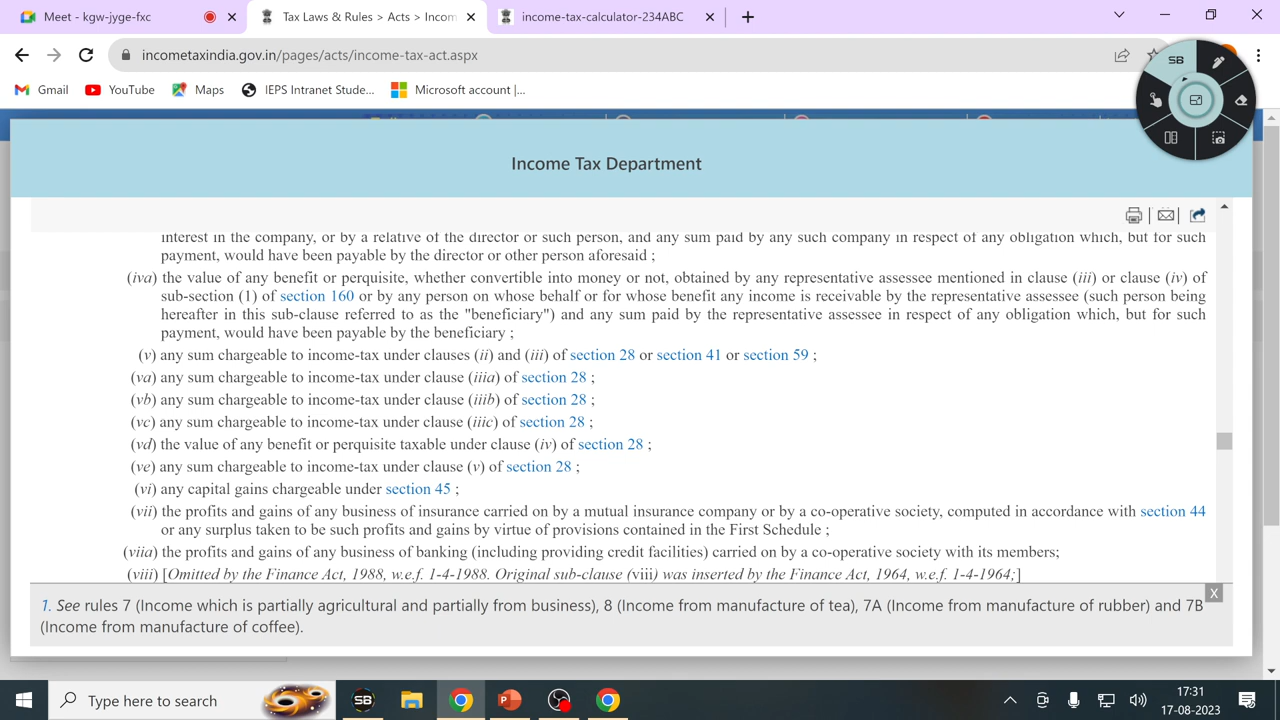 Meet - kgw-jyge-fxc
Tax Laws & Rules > Acts > Incom
income-tax-calculator-234ABC
incometaxindia.gov.in/pages/acts/income-tax-act.aspx
SB
Gmail
YouTube
Maps
IEPS Intranet Stude...
Microsoft account |...
Income Tax Department
interest in the company, or by a relative of the director or such person, and any sum paid by any such company in respect of any obligation which, but for such
payment, would have been payable by the director or other person aforesaid ;
(iva) the value of any benefit or perquisite, whether convertible into money or not, obtained by any representative assessee mentioned in clause (iii) or clause (iv) of
sub-section (1) of section 160 or by any person on whose behalf or for whose benefit any income is receivable by the representative assessee (such person being
hereafter in this sub-clause referred to as the "beneficiary") and any sum paid by the representative assessee in respect of any obligation which, but for such
payment, would have been payable by the beneficiary ;
(v) any sum chargeable to income-tax under clauses (ii) and (iii) of section 28 or section 41 or section 59 ;
(va) any sum chargeable to income-tax under clause (iiia) of section 28 ;
(vb) any sum chargeable to income-tax under clause (iiib) of section 28 ;
(vc) any sum chargeable to income-tax under clause (iiic) of section 28 ;
(vd) the value of any benefit or perquisite taxable under clause (iv) of section 28 ;
(ve) any sum chargeable to income-tax under clause (v) of section 28 ;
(vi) any capital gains chargeable under section 45 ;
(vii) the profits and gains of any business of insurance carried on by a mutual insurance company or by a co-operative society, computed in accordance with section 44
or any surplus taken to be such profits and gains by virtue of provisions contained in the First Schedule ;
(viia) the profits and gains of any business of banking (including providing credit facilities) carried on by a co-operative society with its members;
(viii) [Omitted by the Finance Act, 1988, w.e.f. 1-4-1988. Original sub-clause (viii) was inserted by the Finance Act, 1964, w.e.f. 1-4-1964;]
X
1. See rules 7 (Income which is partially agricultural and partially from business), 8 (Income from manufacture of tea), 7A (Income from manufacture of rubber) and 7B
(Income from manufacture of coffee).
Type here to search
SB
17:31
17-08-2023